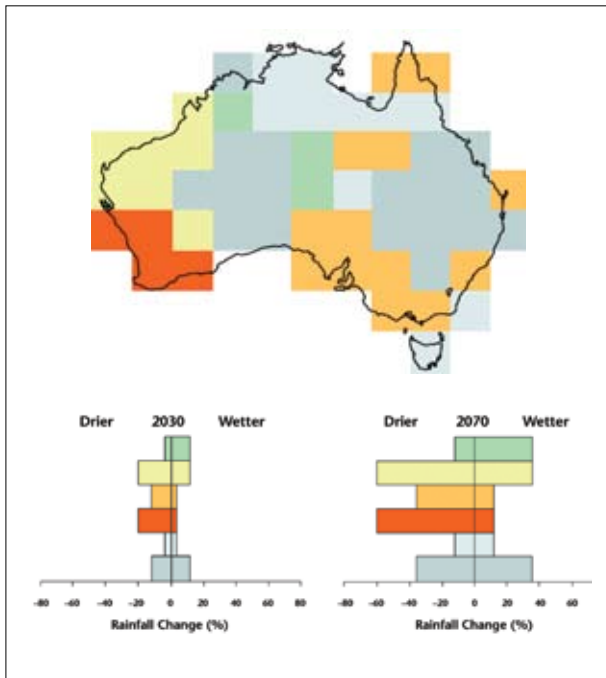 Drier 2030 Wetter
-80 -60 -40 -20 0 20 40 60 80
Rainfall Change (%)
Drier 2070 Wetter
-80 -60 -40 -20 0 20 40 60
Rainfall Change (%)